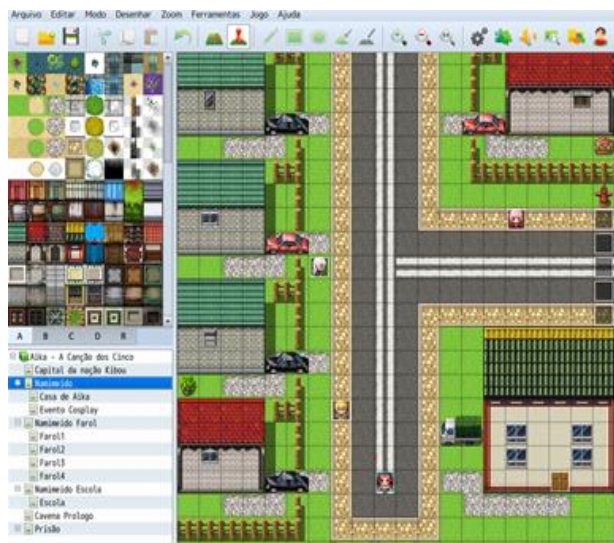 Arquivo Editar Modo Desenhar Zoom Ferramentas Jogo Ajuda
A B C D R
Aika - A Canção dos Cinco
Capital da nação Kibou
Namimeido
Casa de Aika
Evento Cosplay
Namimeido Farol
Farol1
Farol2
Farol3
Farol4
Namimeido Escola
Escola
Cavena Prologo
Prisão